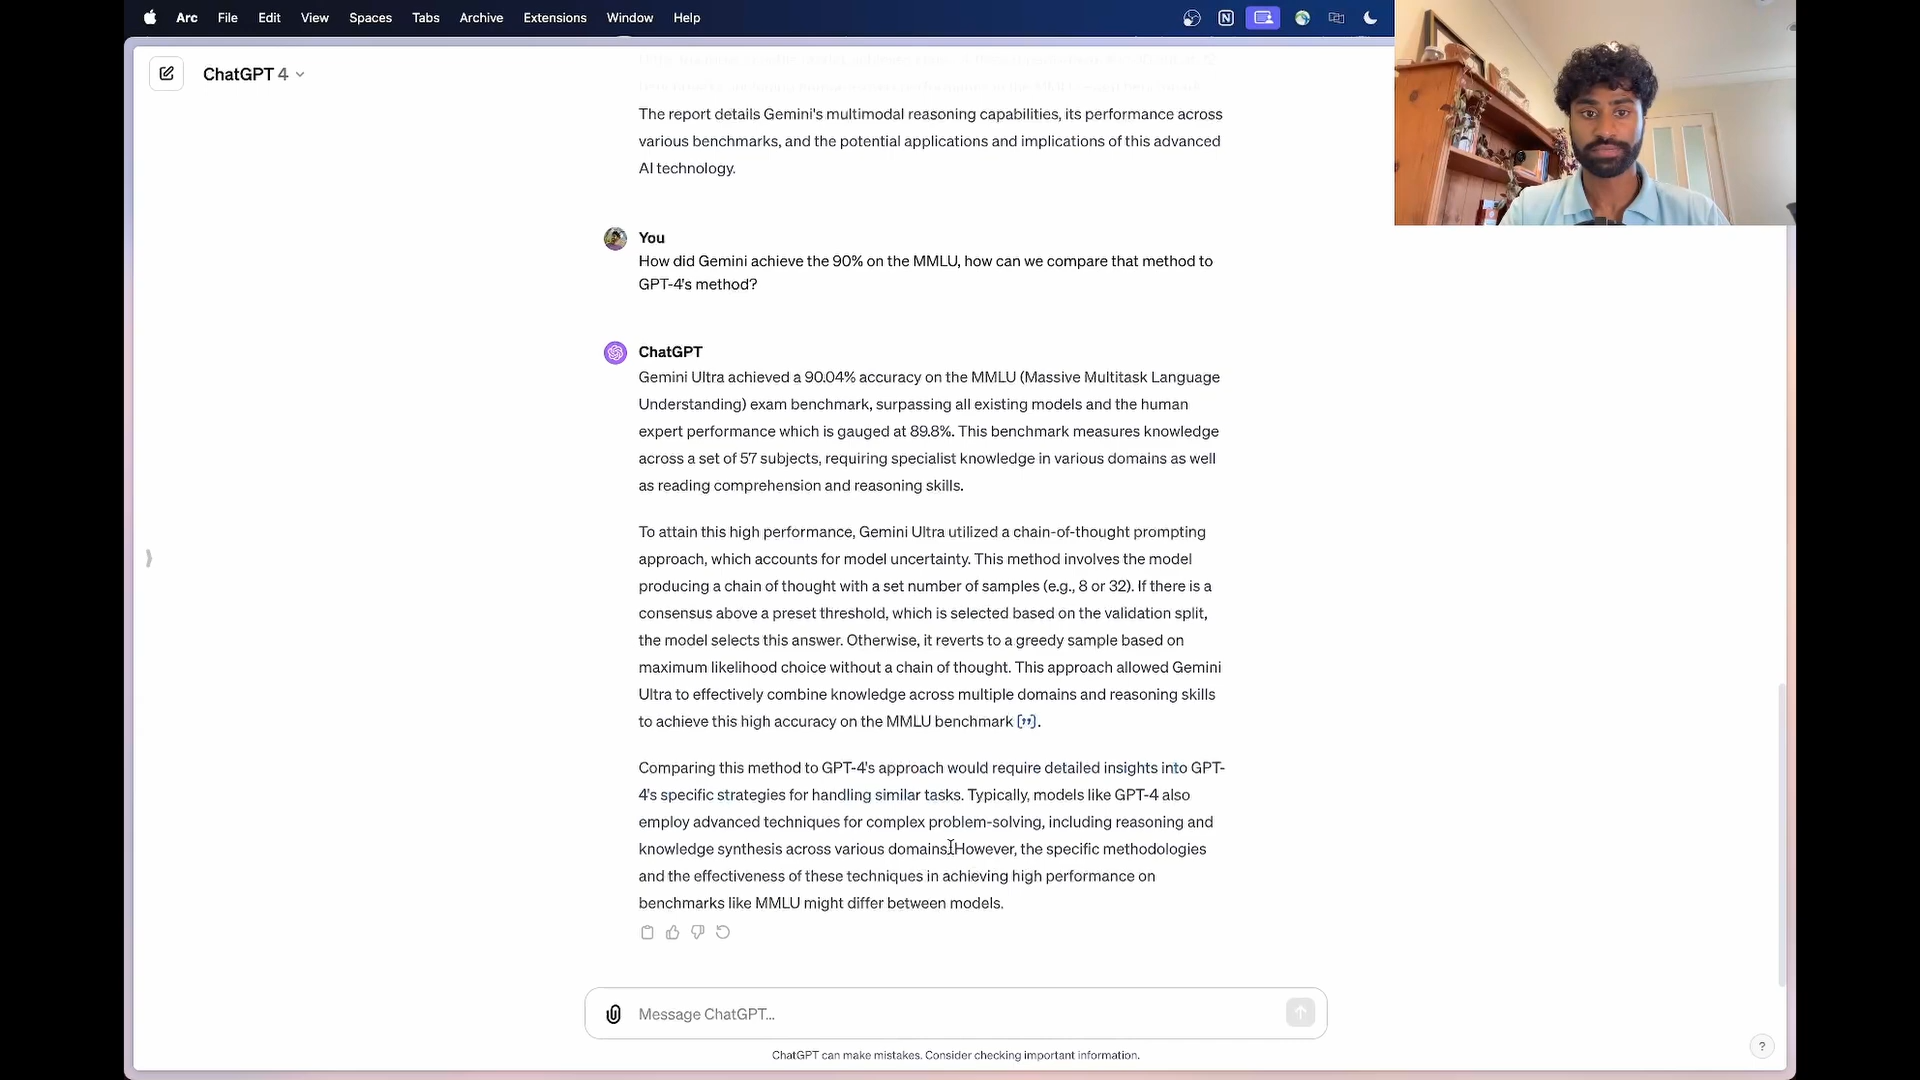 Arc File Edit View Spaces Tabs Archive Extensions Window Help
ChatGPT 4
The report details Gemini's multimodal reasoning capabilities, its performance across
various benchmarks, and the potential applications and implications of this advanced
AI technology.
You
How did Gemini achieve the 90% on the MMLU, how can we compare that method to
GPT-4's method?
ChatGPT
Gemini Ultra achieved a 90.04% accuracy on the MMLU (Massive Multitask Language
Understanding) exam benchmark, surpassing all existing models and the human
expert performance which is gauged at 89.8%. This benchmark measures knowledge
across a set of 57 subjects, requiring specialist knowledge in various domains as well
as reading comprehension and reasoning skills.
To attain this high performance, Gemini Ultra utilized a chain-of-thought prompting
approach, which accounts for model uncertainty. This method involves the model
producing a chain of thought with a set number of samples (e.g., 8 or 32). If there is a
consensus above a preset threshold, which is selected based on the validation split,
the model selects this answer. Otherwise, it reverts to a greedy sample based on
maximum likelihood choice without a chain of thought. This approach allowed Gemini
Ultra to effectively combine knowledge across multiple domains and reasoning skills
to achieve this high accuracy on the MMLU benchmark ["].
Comparing this method to GPT-4's approach would require detailed insights into GPT-
4's specific strategies for handling similar tasks. Typically, models like GPT-4 also
employ advanced techniques for complex problem-solving, including reasoning and
knowledge synthesis across various domains. However, the specific methodologies
and the effectiveness of these techniques in achieving high performance on
benchmarks like MMLU might differ between models.
Message ChatGPT...
ChatGPT can make mistakes. Consider checking important information.
?